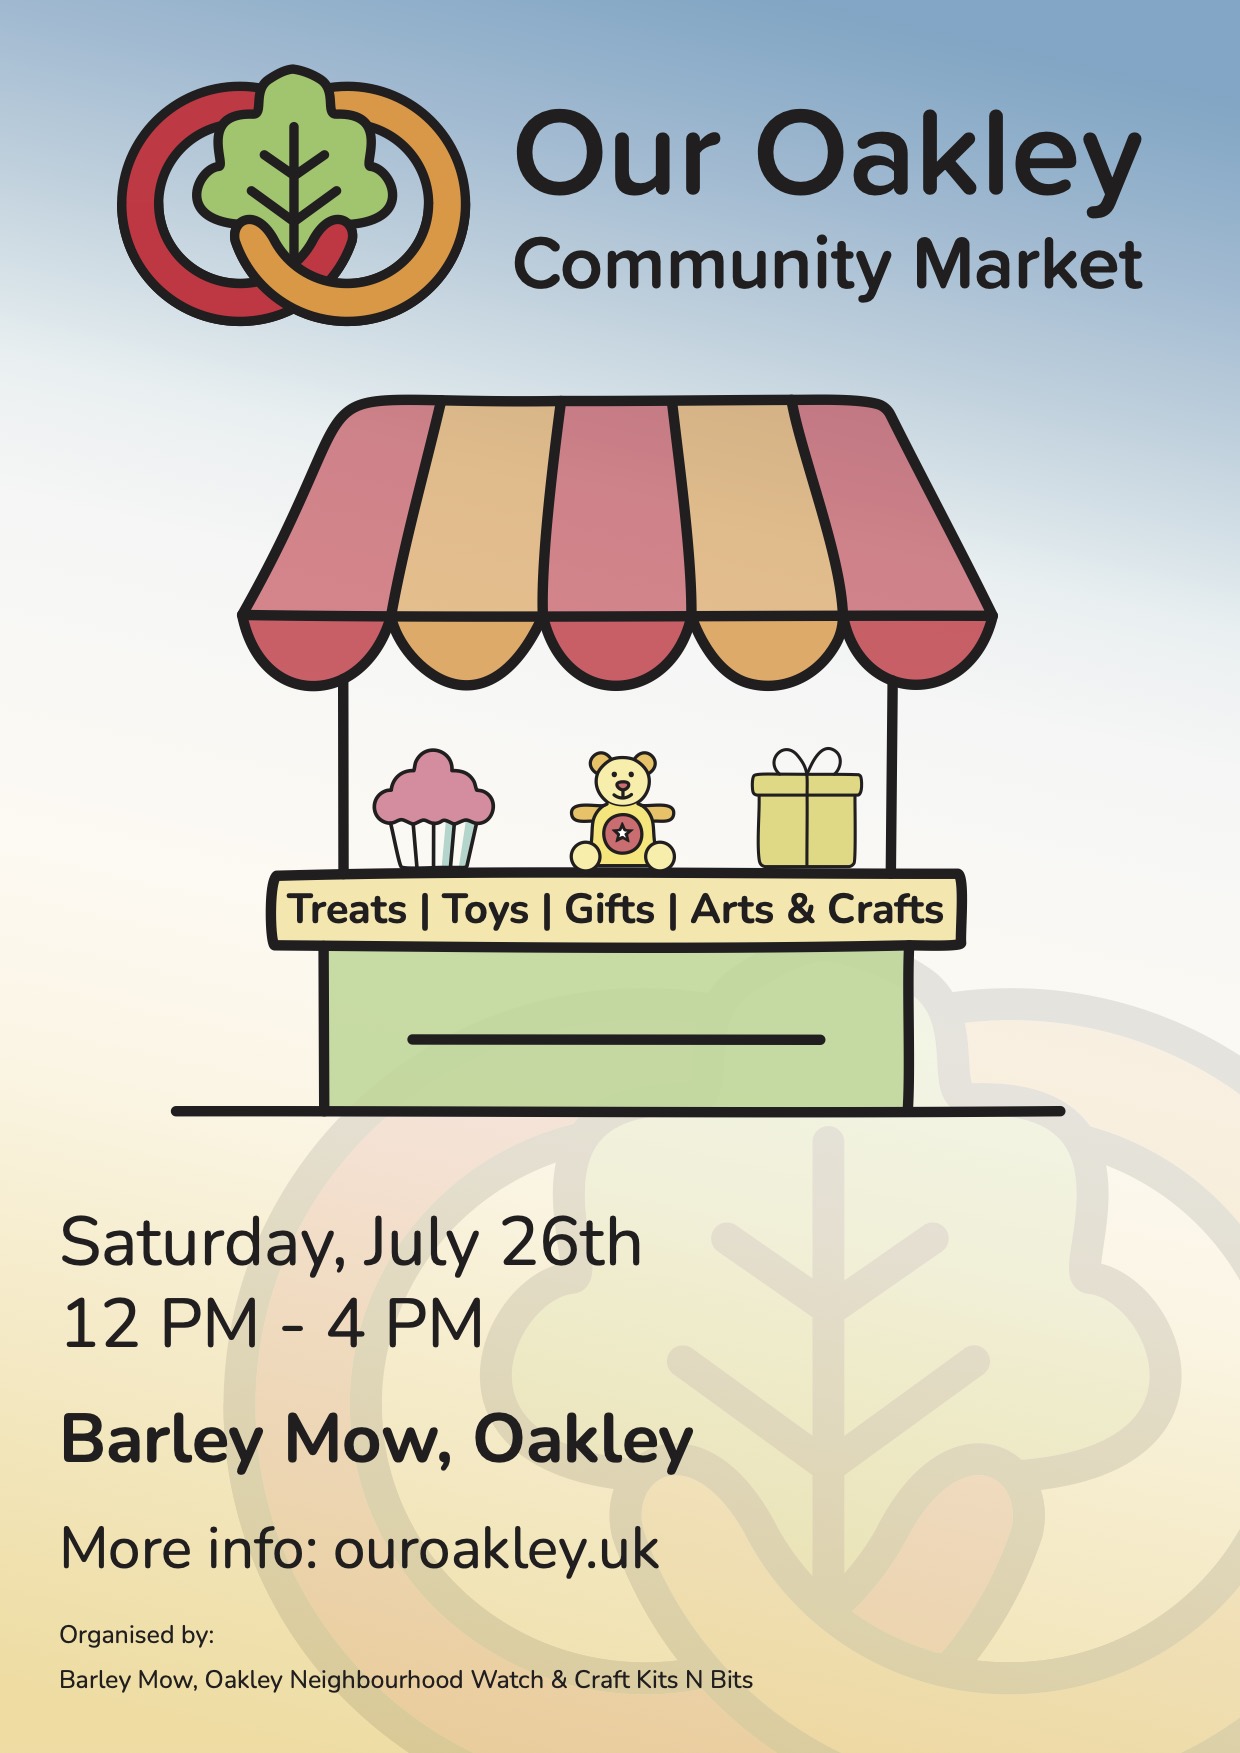 Our Oakley
Community Market
Treats | Toys | Gifts | Arts & Crafts
Saturday, July 26th
12 PM - 4 PM
Barley Mow, Oakley
More info: ouroakley.uk
Organised by:
Barley Mow, Oakley Neighbourhood Watch & Craft Kits N Bits